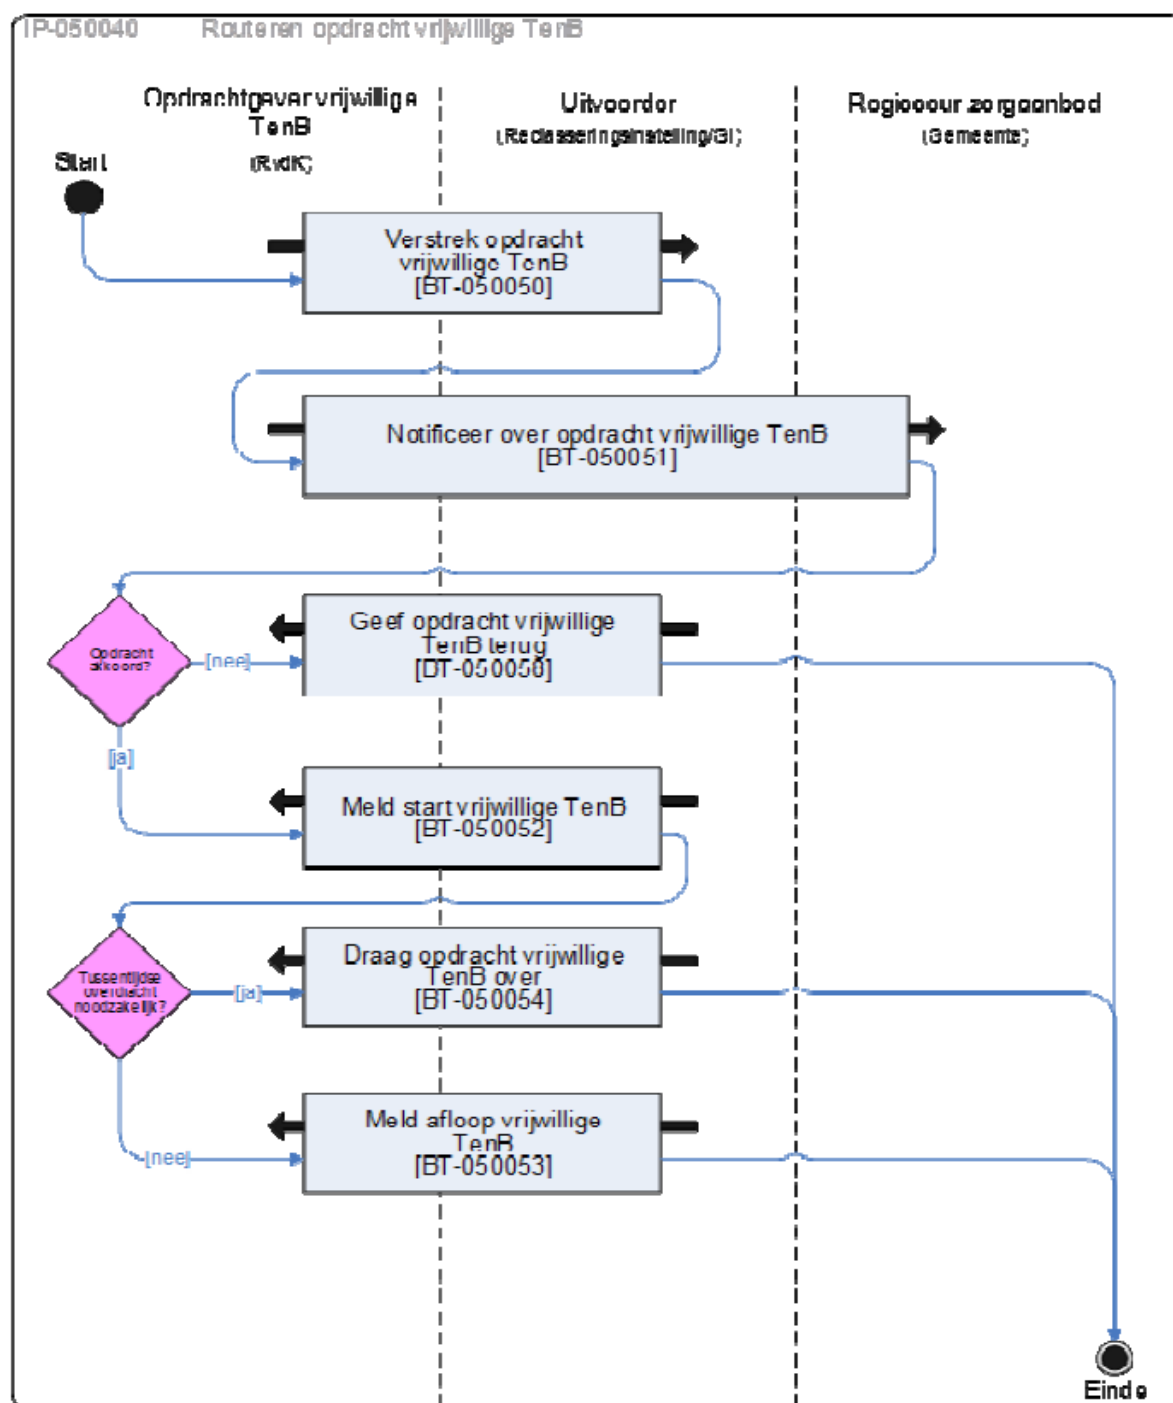 IP-050040 Routeren opdracht vrijwillige TenB
Opdrachtgever vrijwillige
TenB
(RvdK)
Uitvoerder
(Reclasseringsinstelling/GI)
Regisseur zorgaanbod
(Gemeente)
Start
Verstrek opdracht
vrijwillige TenB
[BT-050050]
Notificeer over opdracht vrijwillige TenB
[BT-050051]
Opdracht
akkoord?
[nee]
Geef opdracht vrijwillige
TenB terug
[BT-050058]
[ja]
Meld start vrijwillige TenB
[BT-050052]
Tussentijdse
overdracht
noodzakelijk?
[ja]
Draag opdracht vrijwillige
TenB over
[BT-050054]
[nee]
Meld afloop vrijwillige
TenB
[BT-050053]
Einde